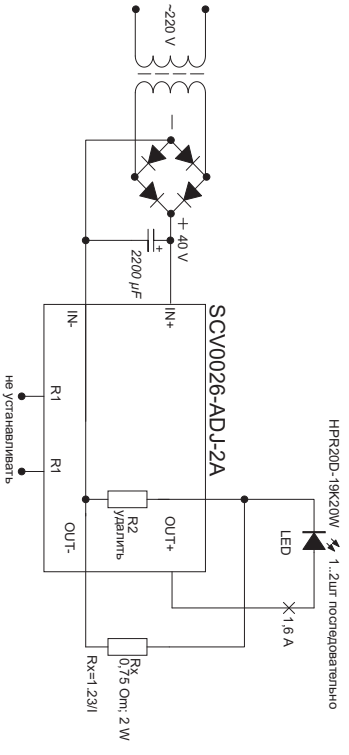 ~220 V
+ 40 V
2200 µF
+
SCV0026-ADJ-2A
IN+
IN-
R1
R1
не устанавливать
R2
удалить
OUT+
OUT-
HPR20D-19K20W
1..2шт последовательно
LED
1,6 A
Rx
0,75 Om; 2 W
Rx=1.23/I